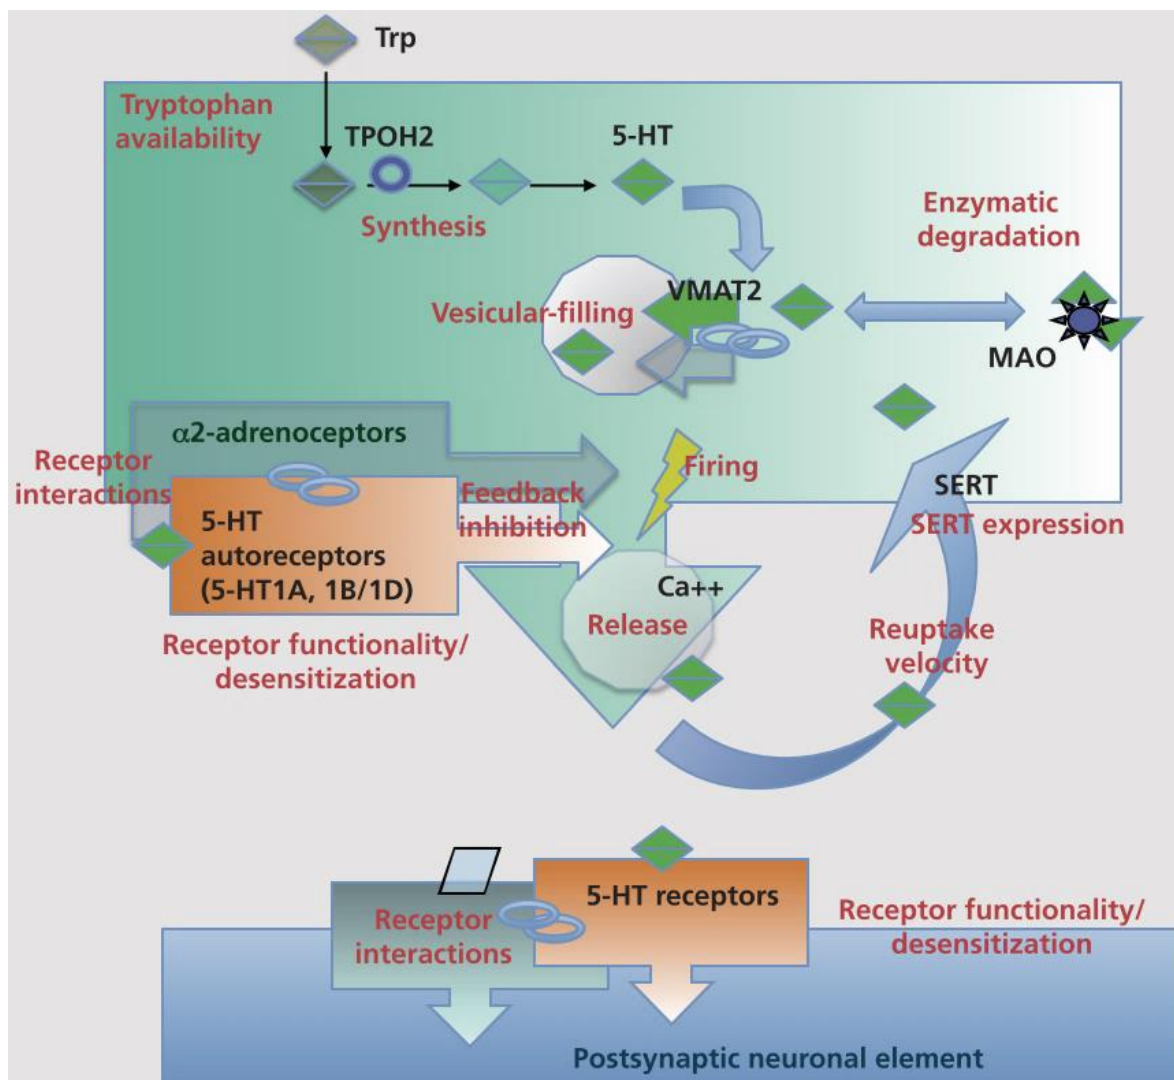 Trp
Tryptophan
availability
TPOH2
5-HT
Synthesis
Enzymatic
degradation
VMAT2
Vesicular-filling
MAO
α2-adrenoceptors
Receptor
interactions
Firing
Feedback
inhibition
SERT
SERT expression
5-HT
autoreceptors
(5-HT1A, 1B/1D)
Ca++
Release
Receptor functionality/
desensitization
Reuptake
velocity
5-HT receptors
Receptor
interactions
Receptor functionality/
desensitization
Postsynaptic neuronal element